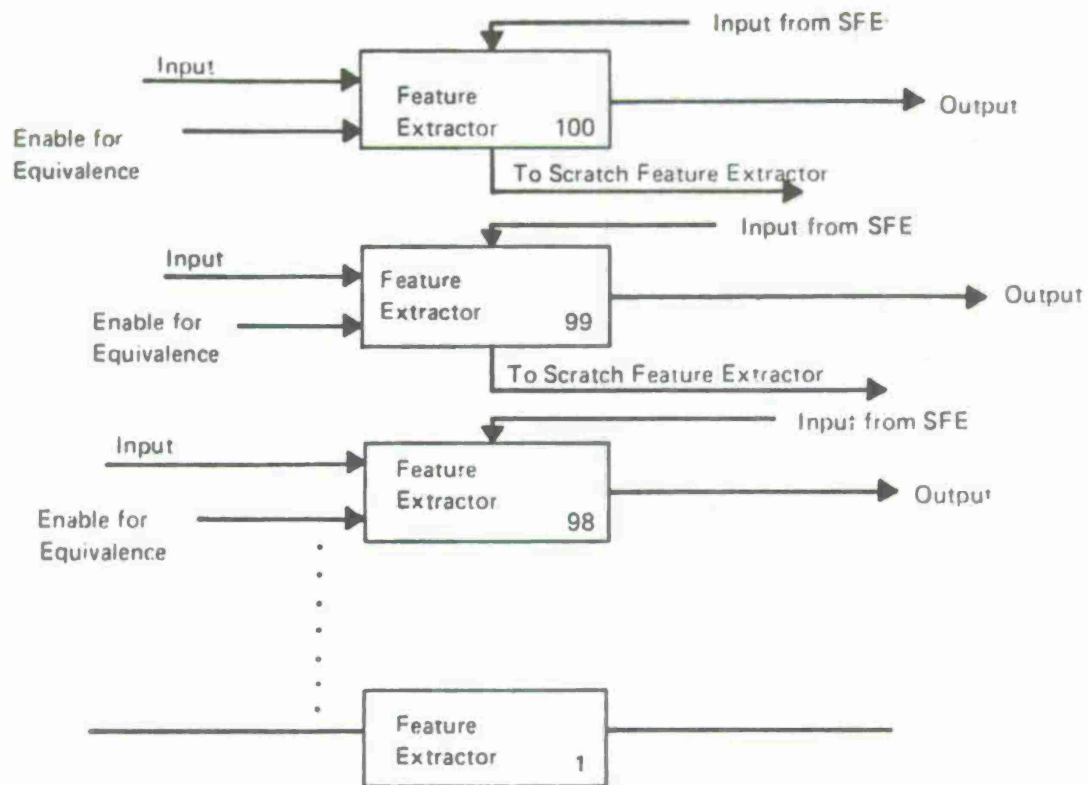 Input from SFE
Input
Feature
Extractor 100
Output
Enable for
Equivalence
To Scratch Feature Extractor
Input from SFE
Input
Feature
Extractor
99
Output
Enable for
Equivalence
To Scratch Feature Extractor
Input from SFE
Input
Feature
Extractor
98
Output
Enable for
Equivalence
Feature
Extractor 1